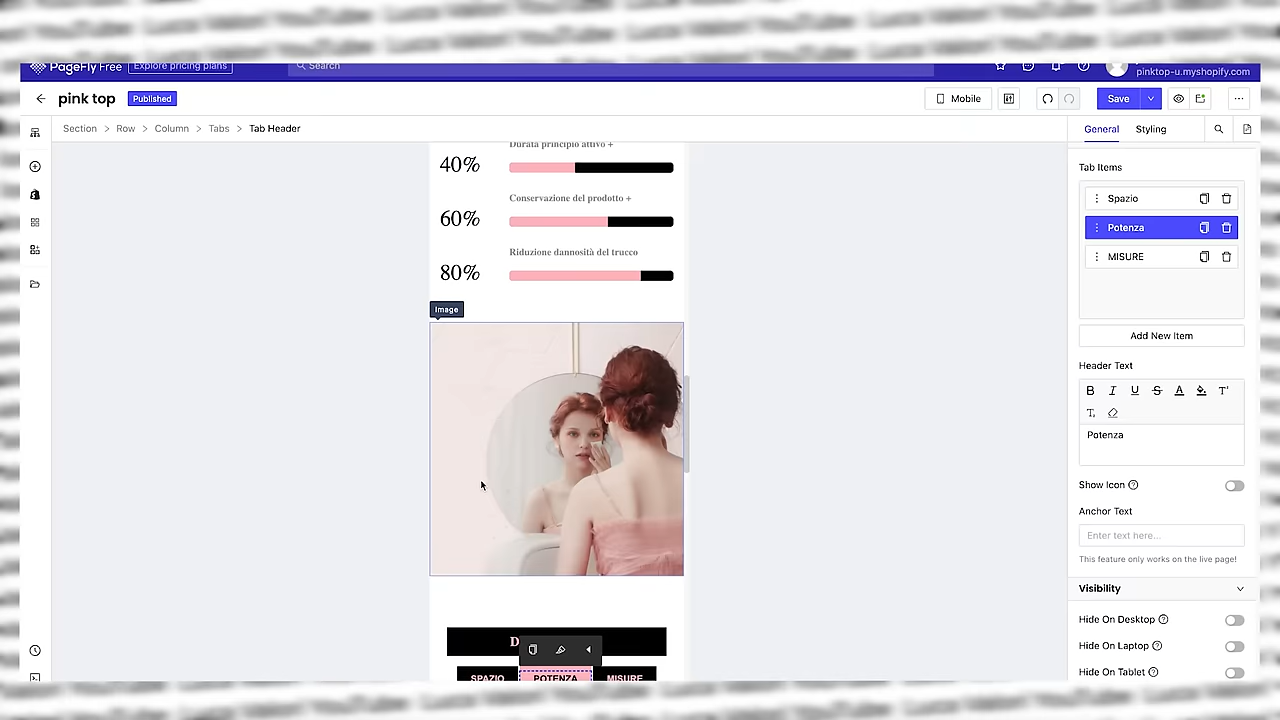 Luca Valori YouTube
PageFly Free
Explore pricing plans
Search
pinktop-u.myshopify.com
pink top
Published
Mobile
Save
Section > Row > Column > Tabs > Tab Header
General
Styling
Durata principio attivo +
40%
Conservazione del prodotto +
60%
Riduzione dannosità del trucco
80%
Image
D
SPAZIO
POTENZA
MISURE
Tab Items
Spazio
Potenza
MISURE
Add New Item
Header Text
B I U S A T
Potenza
Show Icon
Anchor Text
Enter text here...
This feature only works on the live page!
Visibility
Hide On Desktop
Hide On Laptop
Hide On Tablet